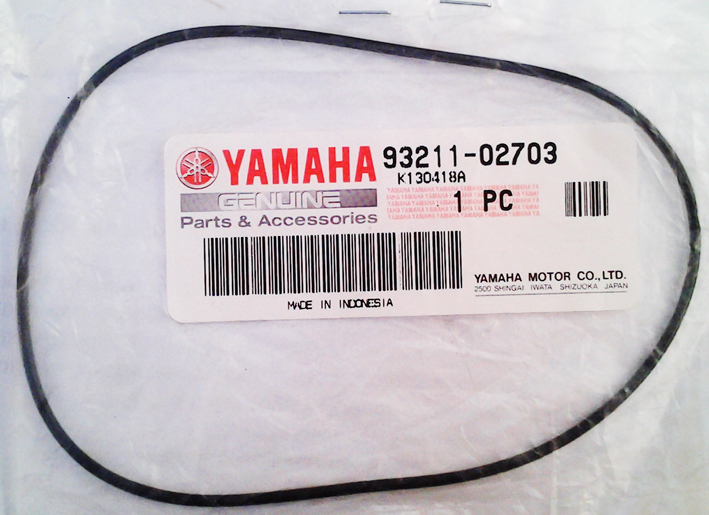 YAMAHA 93211-02703
K130418A
GENUINE
Parts & Accessories
1 PC
MADE IN INDONESIA
YAMAHA MOTOR CO., LTD.
2500 SHINGAI IWATA SHIZUOKA JAPAN